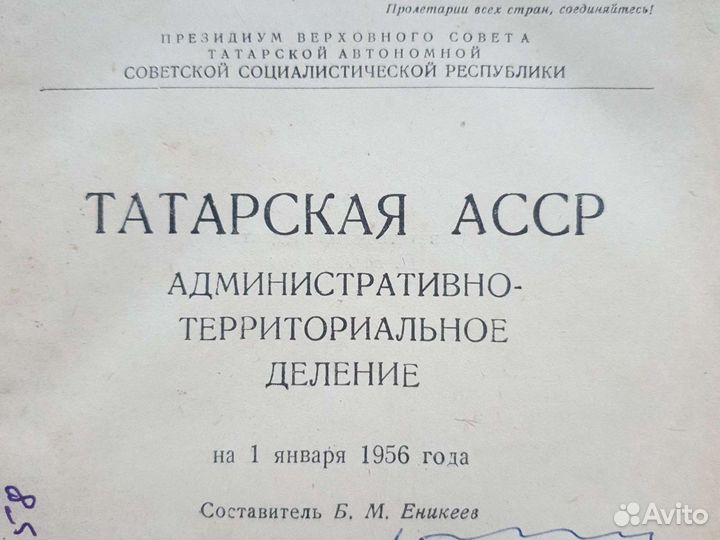 Пролетарии всех стран, соединяйтесь!
ПРЕЗИДИУМ ВЕРХОВНОГО СОВЕТА
ТАТАРСКОЙ АВТОНОМНОЙ
СОВЕТСКОЙ СОЦИАЛИСТИЧЕСКОЙ РЕСПУБЛИКИ
ТАТАРСКАЯ АССР
АДМИНИСТРАТИВНО-
ТЕРРИТОРИАЛЬНОЕ
ДЕЛЕНИЕ
на 1 января 1956 года
Составитель Б. М. Еникеев
58
Avito